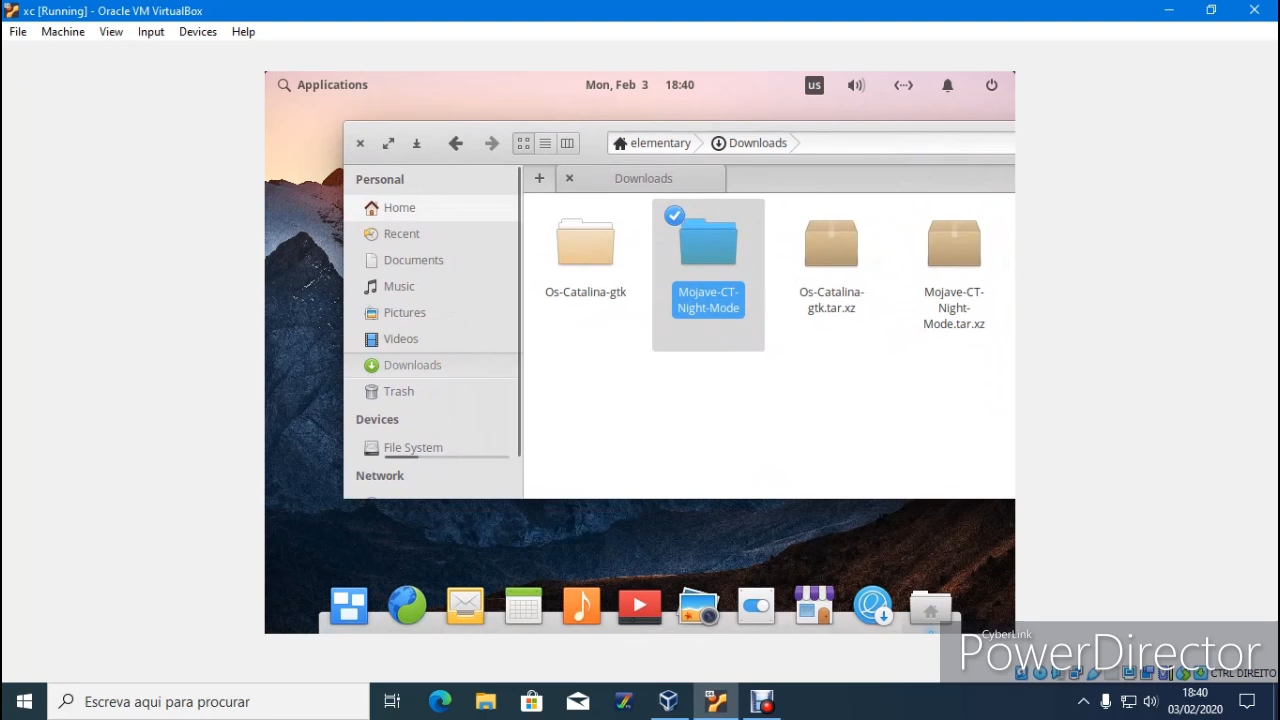 xc [Running] - Oracle VM VirtualBox
File Machine View Input Devices Help
Applications Mon, Feb 3 18:40 us
elementary Downloads
Personal
Downloads
Home
Recent
Documents
Music
Pictures
Videos
Downloads
Trash
Devices
File System
Network
Os-Catalina-gtk
Mojave-CT-
Night-Mode
Os-Catalina-
gtk.tar.xz
Mojave-CT-
Night-
Mode.tar.xz
CyberLink
PowerDirector
CTRL DIREITO
Escreva aqui para procurar
18:40
03/02/2020